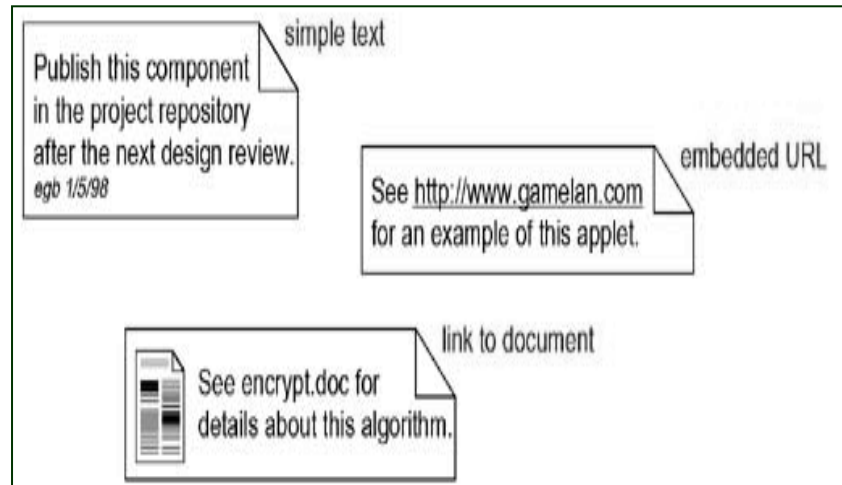 simple text
Publish this component
in the project repository
after the next design review.
egb 1/5/98
embedded URL
See http://www.gamelan.com
for an example of this applet.
link to document
See encrypt.doc for
details about this algorithm.